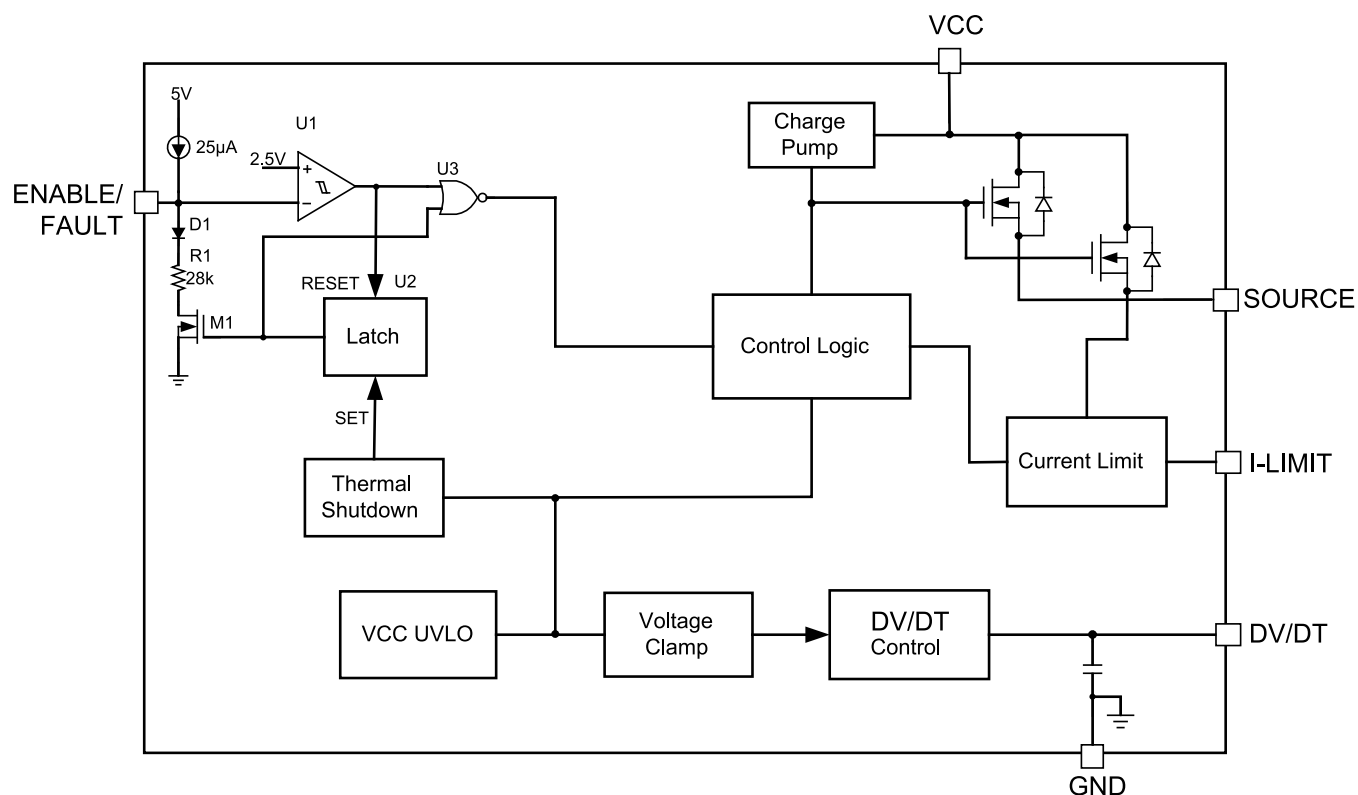 VCC
5V
25µA
U1
2.5V
U3
Charge
Pump
ENABLE/
FAULT
D1
R1
28k
M1
RESET
U2
Latch
SET
Control Logic
SOURCE
Thermal
Shutdown
Current Limit
I-LIMIT
VCC UVLO
Voltage
Clamp
DV/DT
Control
DV/DT
GND